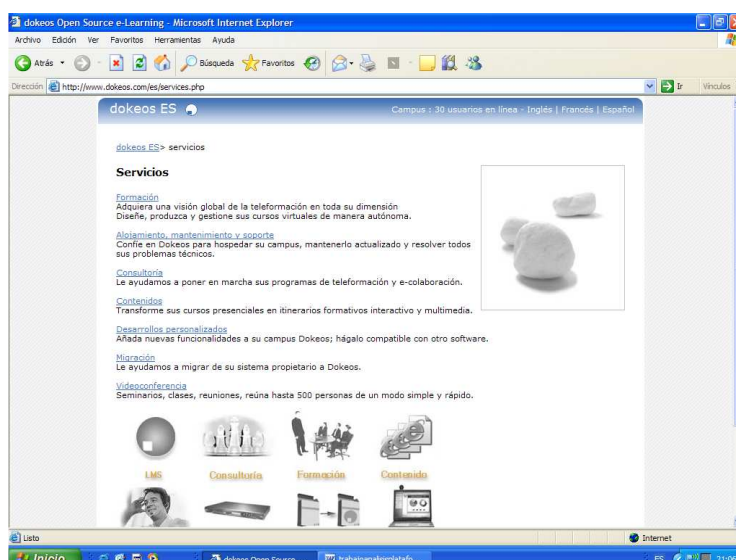 dokeos Open Source e-Learning - Microsoft Internet Explorer
Archivo Edición Ver Favoritos Herramientas Ayuda
Atrás Búsqueda Favoritos
Dirección http://www.dokeos.com/es/services.php Ir Vínculos
dokeos ES Campus : 30 usuarios en línea - Inglés | Francés | Español
dokeos ES> servicios
Servicios
Formación
Adquiera una visión global de la teleformación en toda su dimensión
Diseñe, produzca y gestione sus cursos virtuales de manera autónoma.
Alojamiento, mantenimiento y soporte
Confíe en Dokeos para hospedar su campus, mantenerlo actualizado y resolver todos
sus problemas técnicos.
Consultoría
Le ayudamos a poner en marcha sus programas de teleformación y e-colaboración.
Contenidos
Transforme sus cursos presenciales en itinerarios formativos interactivo y multimedia.
Desarrollos personalizados
Añada nuevas funcionalidades a su campus Dokeos; hágalo compatible con otro software.
Migración
Le ayudamos a migrar de su sistema propietario a Dokeos.
Videoconferencia
Seminarios, clases, reuniones, reúna hasta 500 personas de un modo simple y rápido.
LMS Consultoría Formación Contenido
Listo Internet
Inicio dokeos Open Source ES 21:06